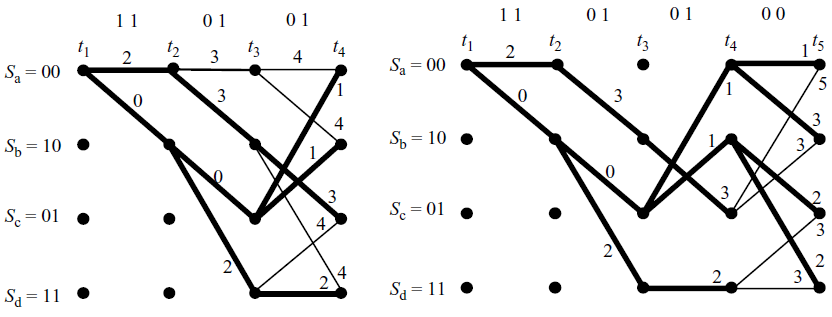 1 1 0 1 0 1
t1 t2 t3 t4
Sa = 00 2 3 4
0 3 1
Sb = 10 4
0 1
3
Sc = 01 4
2 4
2
Sd = 11
1 1 0 1 0 1 0 0
t1 t2 t3 t4 t5
Sa = 00 2 1
5
0 3 1
3
Sb = 10 1 3
0
3 2
Sc = 01 3
2 2
2 3
Sd = 11